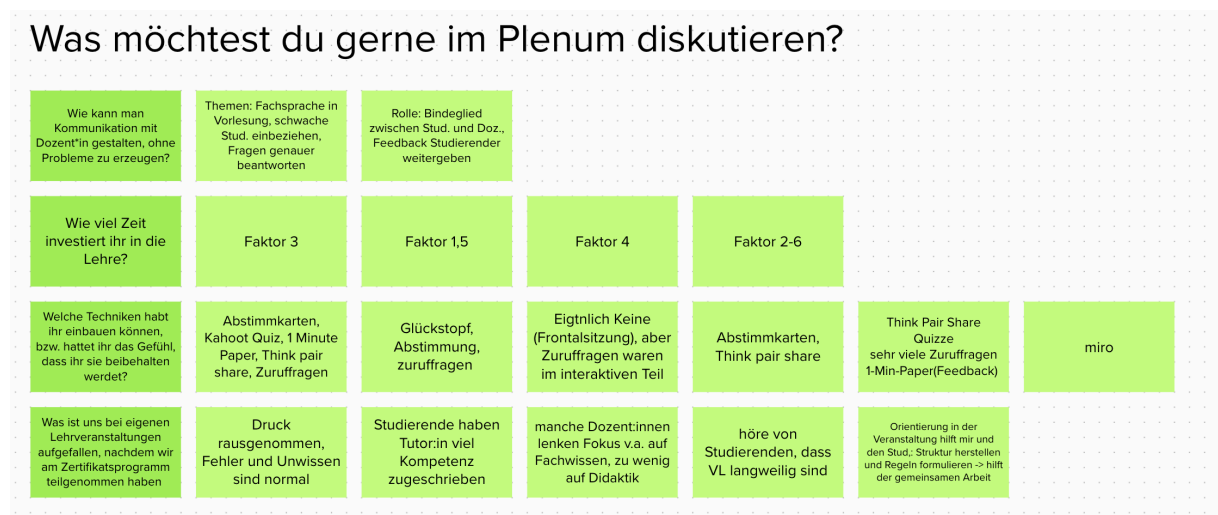 Was möchtest du gerne im Plenum diskutieren?
Wie kann man
Kommunikation mit
Dozent*in gestalten, ohne
Probleme zu erzeugen?
Themen: Fachsprache in
Vorlesung, schwache
Stud. einbeziehen,
Fragen genauer
beantworten
Rolle: Bindeglied
zwischen Stud. und Doz.,
Feedback Studierender
weitergeben
Wie viel Zeit
investiert ihr in die
Lehre?
Faktor 3
Faktor 1,5
Faktor 4
Faktor 2-6
Welche Techniken habt
ihr einbauen können,
bzw. hattet ihr das Gefühl,
dass ihr sie beibehalten
werdet?
Abstimmkarten,
Kahoot Quiz, 1 Minute
Paper, Think pair
share, Zuruffragen
Glückstopf,
Abstimmung,
zuruffragen
Eigtnlich Keine
(Frontalsitzung), aber
Zuruffragen waren
im interaktiven Teil
Abstimmkarten,
Think pair share
Think Pair Share
Quizze
sehr viele Zuruffragen
1-Min-Paper(Feedback)
miro
Was ist uns bei eigenen
Lehrveranstaltungen
aufgefallen, nachdem wir
am Zertifikatsprogramm
teilgenommen haben
Druck
rausgenommen,
Fehler und Unwissen
sind normal
Studierende haben
Tutor:in viel
Kompetenz
zugeschrieben
manche Dozent:innen
lenken Fokus v.a. auf
Fachwissen, zu wenig
auf Didaktik
höre von
Studierenden, dass
VL langweilig sind
Orientierung in der
Veranstaltung hilft mir und
den Stud,: Struktur herstellen
und Regeln formulieren -> hilft
der gemeinsamen Arbeit